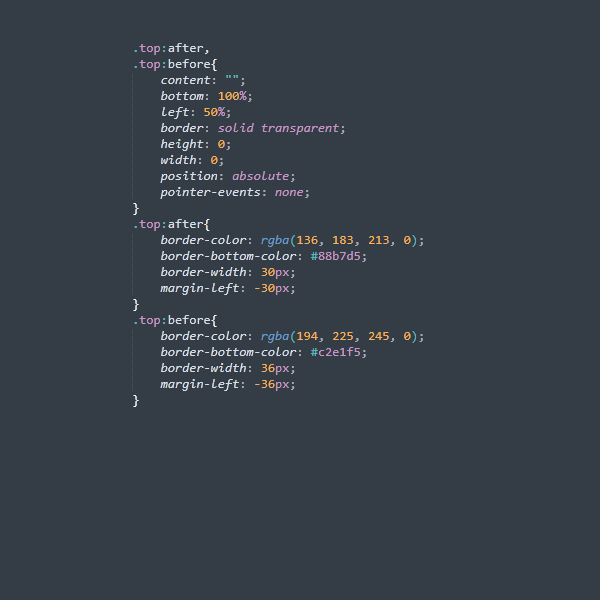 .top:after,
.top:before{
    content: "";
    bottom: 100%;
    left: 50%;
    border: solid transparent;
    height: 0;
    width: 0;
    position: absolute;
    pointer-events: none;
}
.top:after{
    border-color: rgba(136, 183, 213, 0);
    border-bottom-color: #88b7d5;
    border-width: 30px;
    margin-left: -30px;
}
.top:before{
    border-color: rgba(194, 225, 245, 0);
    border-bottom-color: #c2e1f5;
    border-width: 36px;
    margin-left: -36px;
}